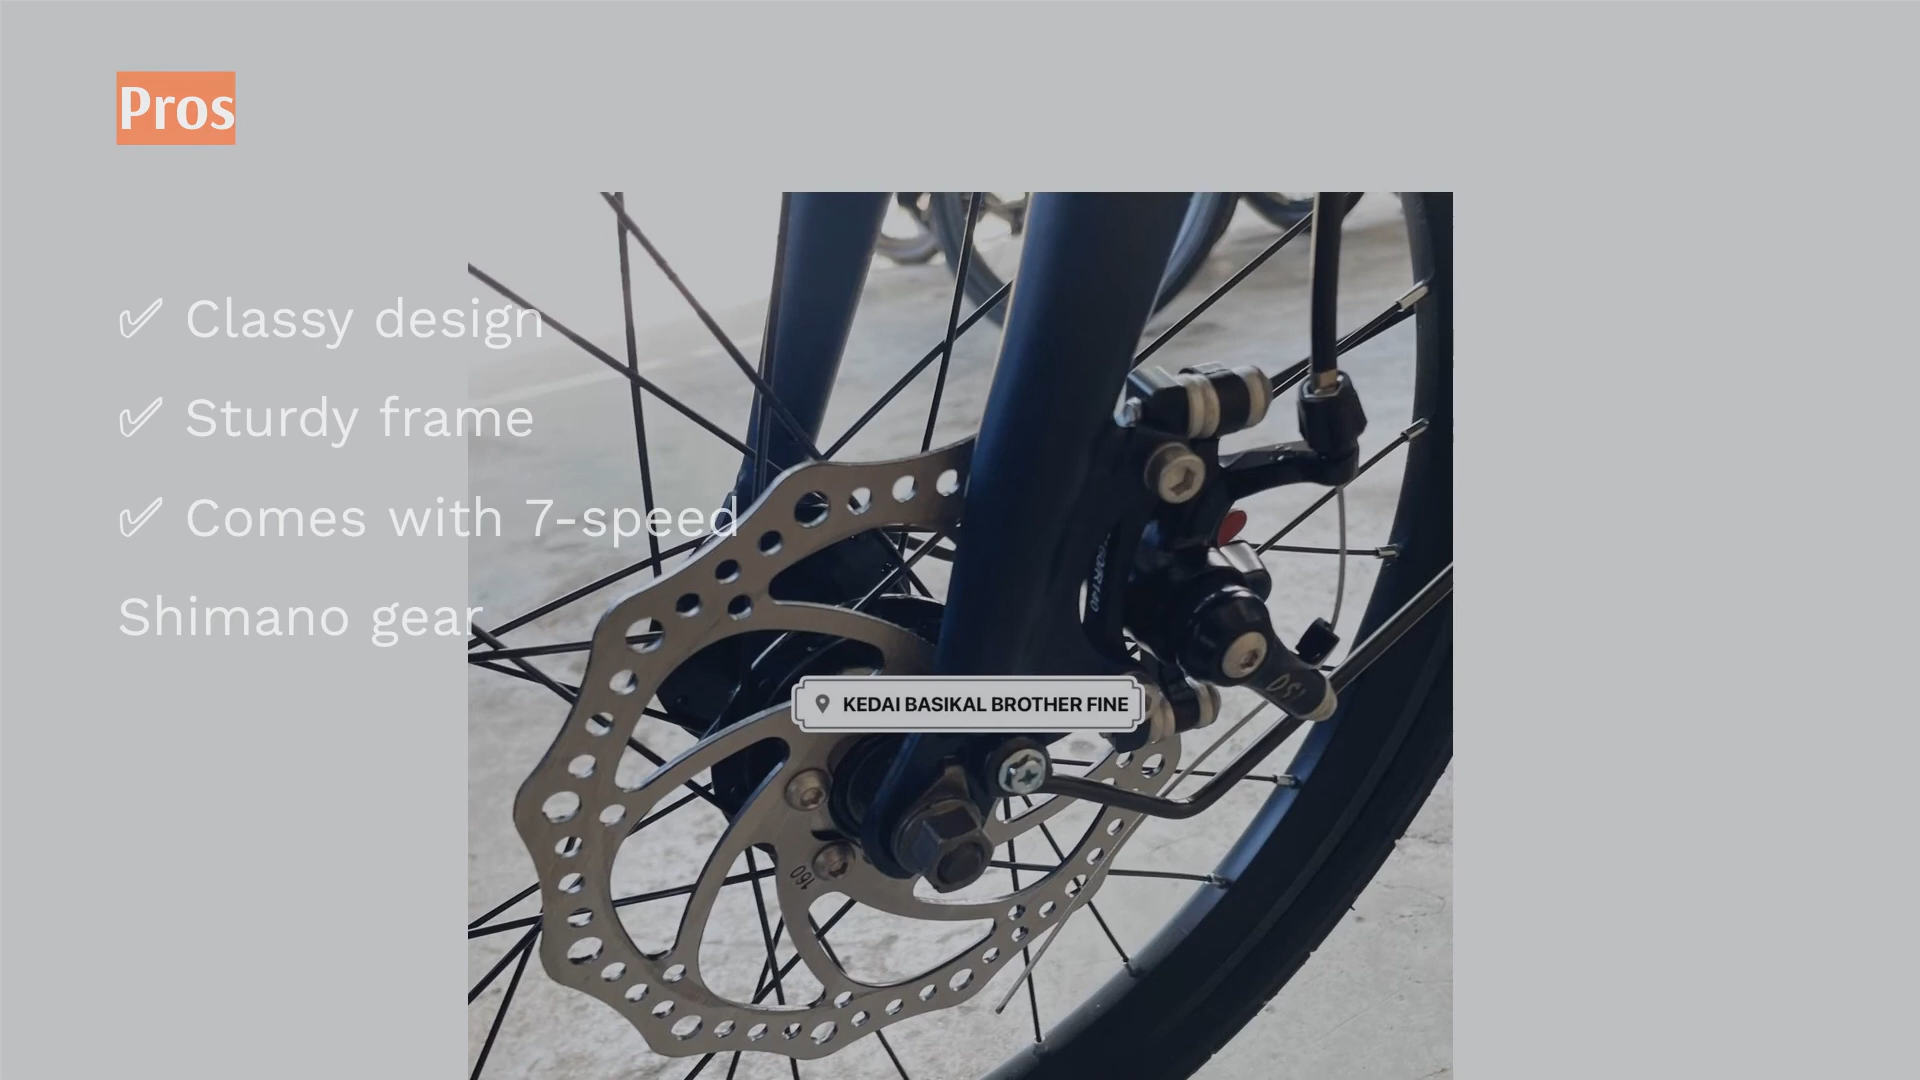 Pros
✅ Classy design
✅ Sturdy frame
✅ Comes with 7-speed
Shimano gear
KEDAI BASIKAL BROTHER FINE
160